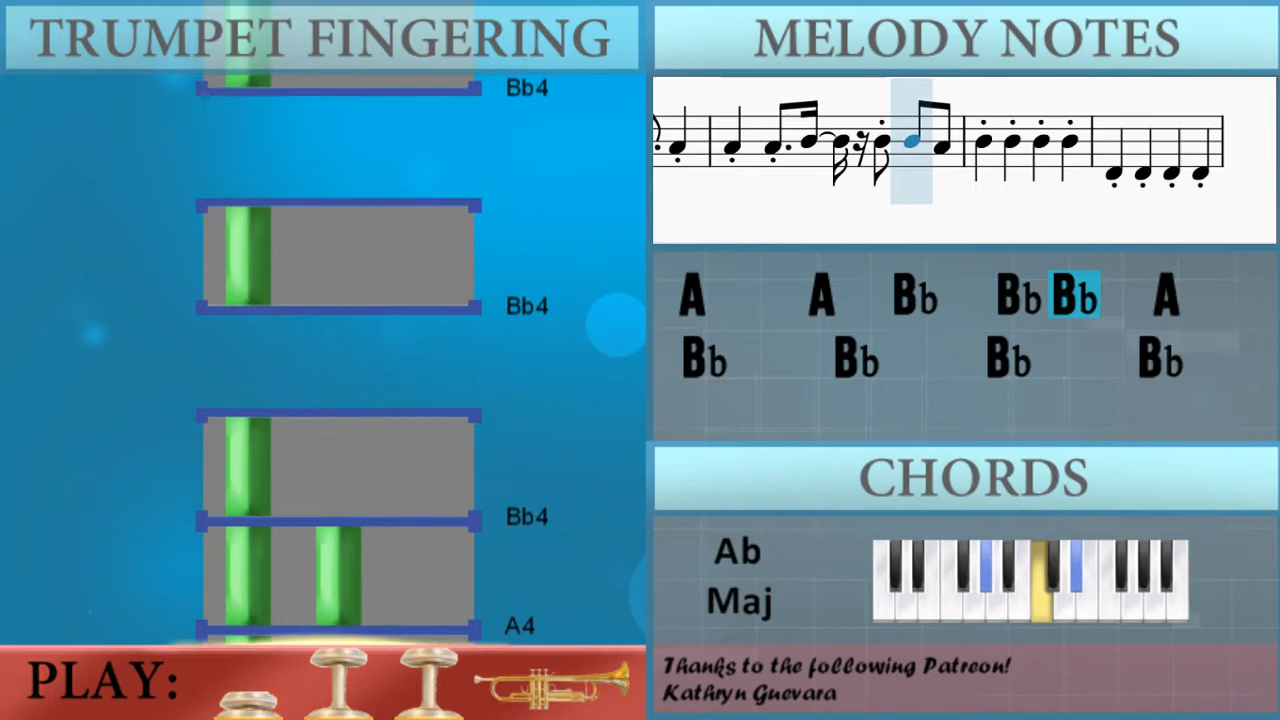 TRUMPET FINGERING
Bb4
Bb4
Bb4
A4
PLAY:
MELODY NOTES
A A Bb Bb Bb A
Bb Bb Bb Bb
CHORDS
Ab
Maj
Thanks to the following Patreon!
Kathryn Guevara